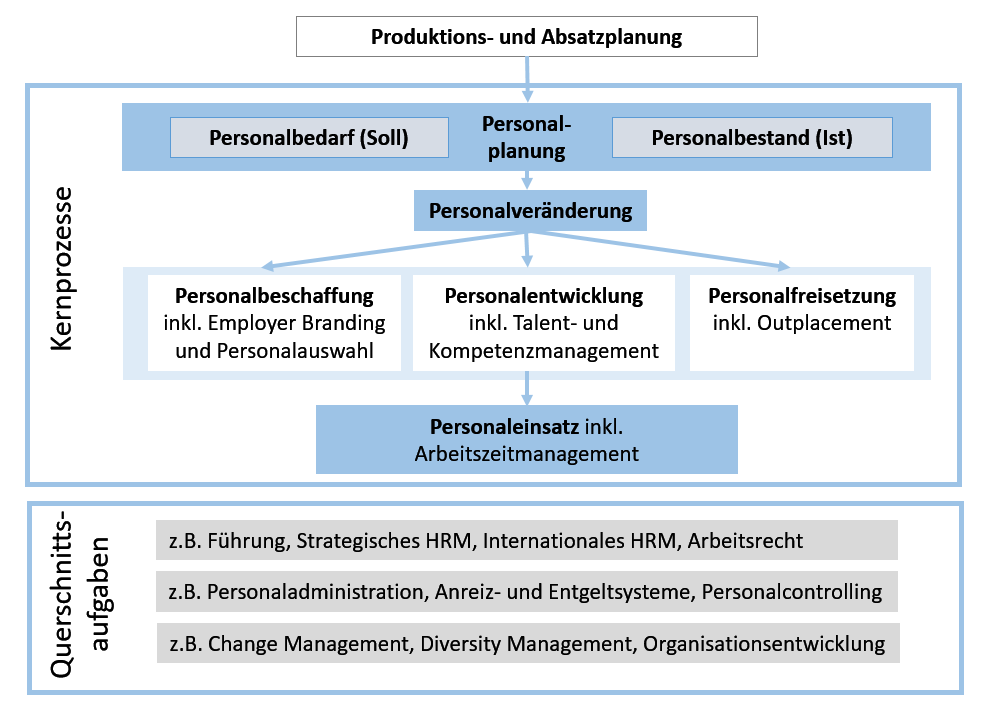 Produktions- und Absatzplanung
Kernprozesse
Personalbedarf (Soll)
Personal-
planung
Personalbestand (Ist)
Personalveränderung
Personalbeschaffung
inkl. Employer Branding
und Personalauswahl
Personalentwicklung
inkl. Talent- und
Kompetenzmanagement
Personalfreisetzung
inkl. Outplacement
Personaleinsatz inkl.
Arbeitszeitmanagement
Querschnitts-
aufgaben
z.B. Führung, Strategisches HRM, Internationales HRM, Arbeitsrecht
z.B. Personaladministration, Anreiz- und Entgeltsysteme, Personalcontrolling
z.B. Change Management, Diversity Management, Organisationsentwicklung